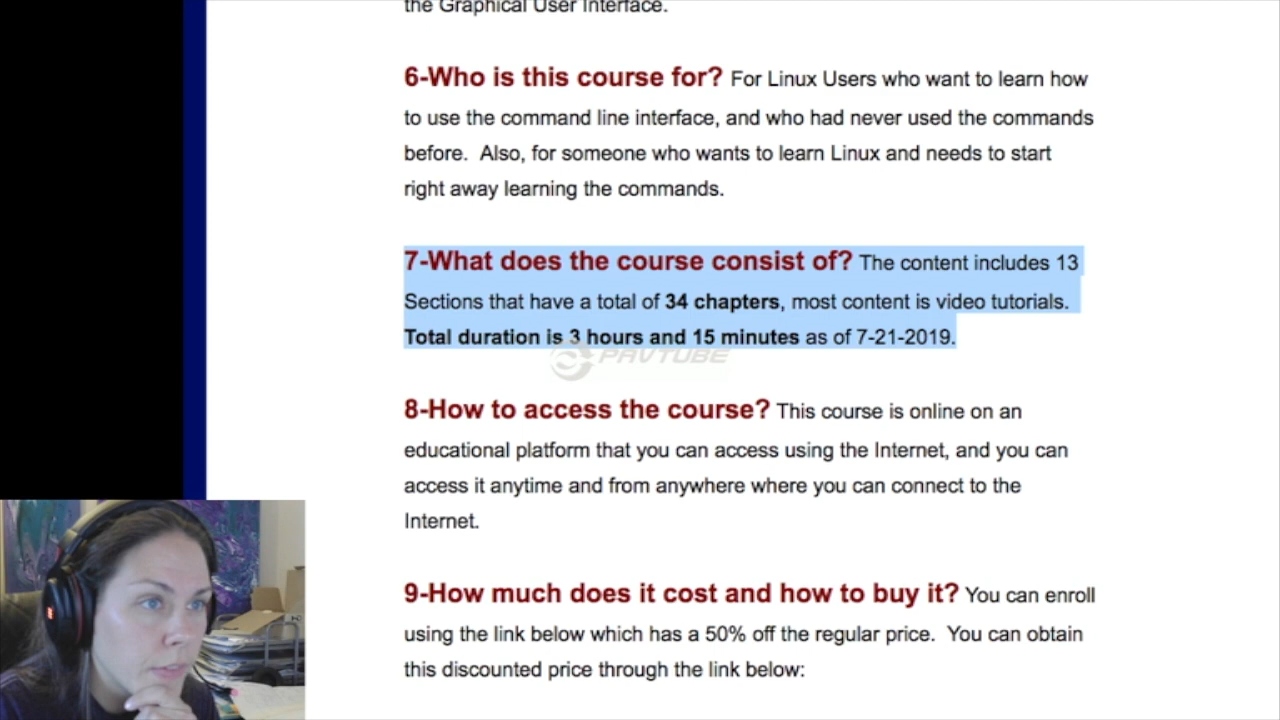 the Graphical User Interface.
6-Who is this course for? For Linux Users who want to learn how
to use the command line interface, and who had never used the commands
before.  Also, for someone who wants to learn Linux and needs to start
right away learning the commands.
7-What does the course consist of? The content includes 13
Sections that have a total of 34 chapters, most content is video tutorials.
Total duration is 3 hours and 15 minutes as of 7-21-2019.
PAVTUBE
8-How to access the course? This course is online on an
educational platform that you can access using the Internet, and you can
access it anytime and from anywhere where you can connect to the
Internet.
9-How much does it cost and how to buy it? You can enroll
using the link below which has a 50% off the regular price.  You can obtain
this discounted price through the link below: